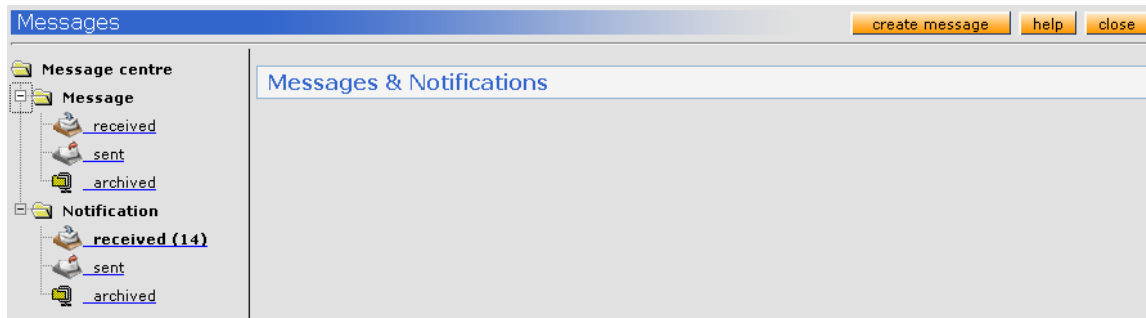 Messages
create message
help
close
Message centre
Messages & Notifications
Message
received
sent
archived
Notification
received (14)
sent
archived